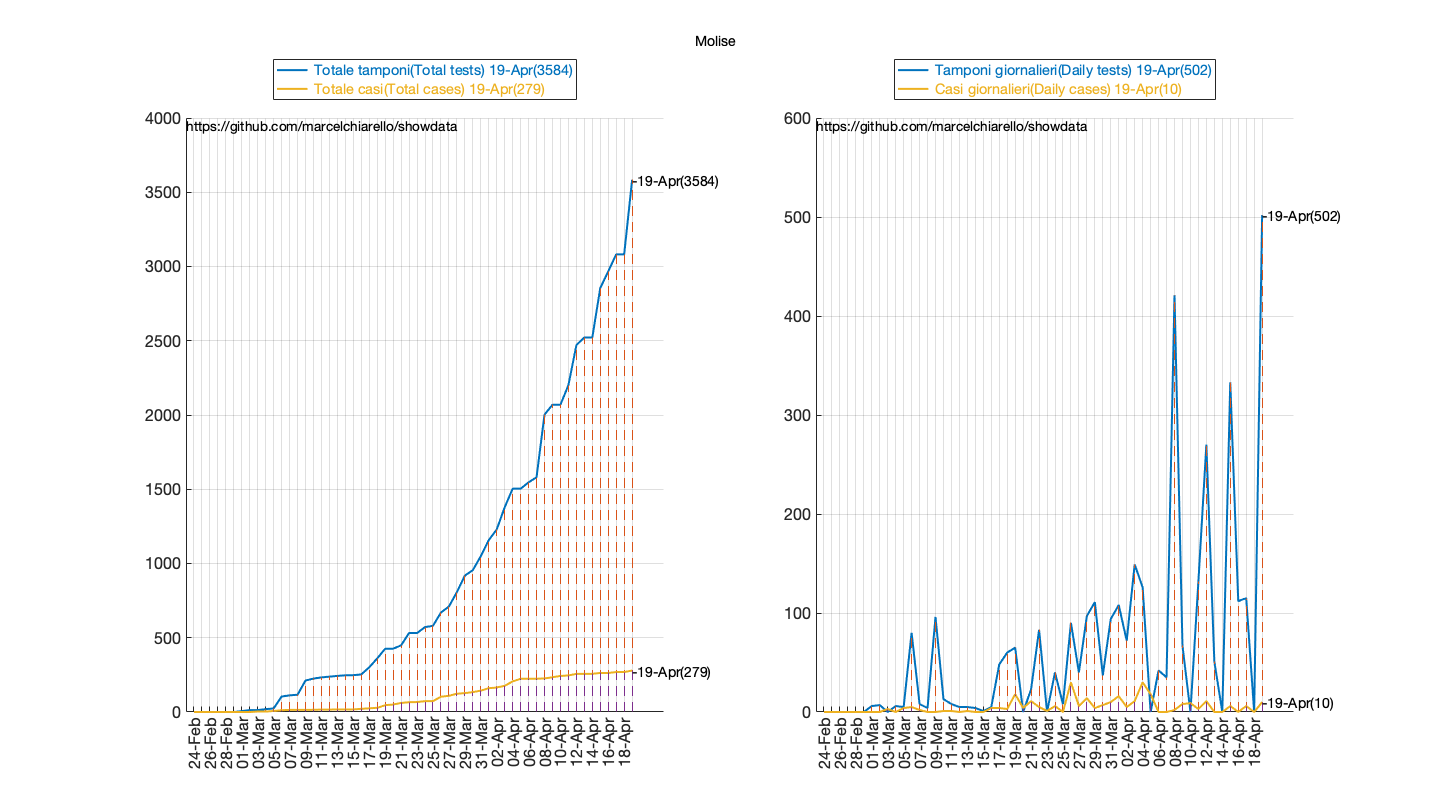 Molise
Totale tamponi(Total tests) 19-Apr(3584)
Totale casi(Total cases) 19-Apr(279)
4000
https://github.com/marcelchiarello/showdata
3500
3000
2500
2000
1500
1000
500
0
19-Apr(3584)
19-Apr(279)
24-Feb
26-Feb
28-Feb
01-Mar
03-Mar
05-Mar
07-Mar
09-Mar
11-Mar
13-Mar
15-Mar
17-Mar
19-Mar
21-Mar
23-Mar
25-Mar
27-Mar
29-Mar
31-Mar
02-Apr
04-Apr
06-Apr
08-Apr
10-Apr
12-Apr
14-Apr
16-Apr
18-Apr
Tamponi giornalieri(Daily tests) 19-Apr(502)
Casi giornalieri(Daily cases) 19-Apr(10)
600
https://github.com/marcelchiarello/showdata
500
400
300
200
100
0
19-Apr(502)
19-Apr(10)
24-Feb
26-Feb
28-Feb
01-Mar
03-Mar
05-Mar
07-Mar
09-Mar
11-Mar
13-Mar
15-Mar
17-Mar
19-Mar
21-Mar
23-Mar
25-Mar
27-Mar
29-Mar
31-Mar
02-Apr
04-Apr
06-Apr
08-Apr
10-Apr
12-Apr
14-Apr
16-Apr
18-Apr